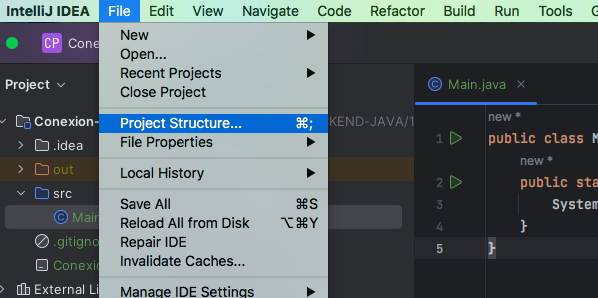 IntelliJ IDEA File Edit View Navigate Code Refactor Build Run Tools
CP Cone
New
Open...
Recent Projects
Close Project
Project Structure... ⌘;
File Properties
Local History
Save All ⌘S
Reload All from Disk ⌥⌘Y
Repair IDE
Invalidate Caches...
Manage IDE Settings
Project
Conexion-
KEND-JAVA/1
.idea
out
src
Main
.gitigno
Conexio
External Li
Main.java
new *
1 public class M
new *
2 public sta
3 System
4 }
5 }